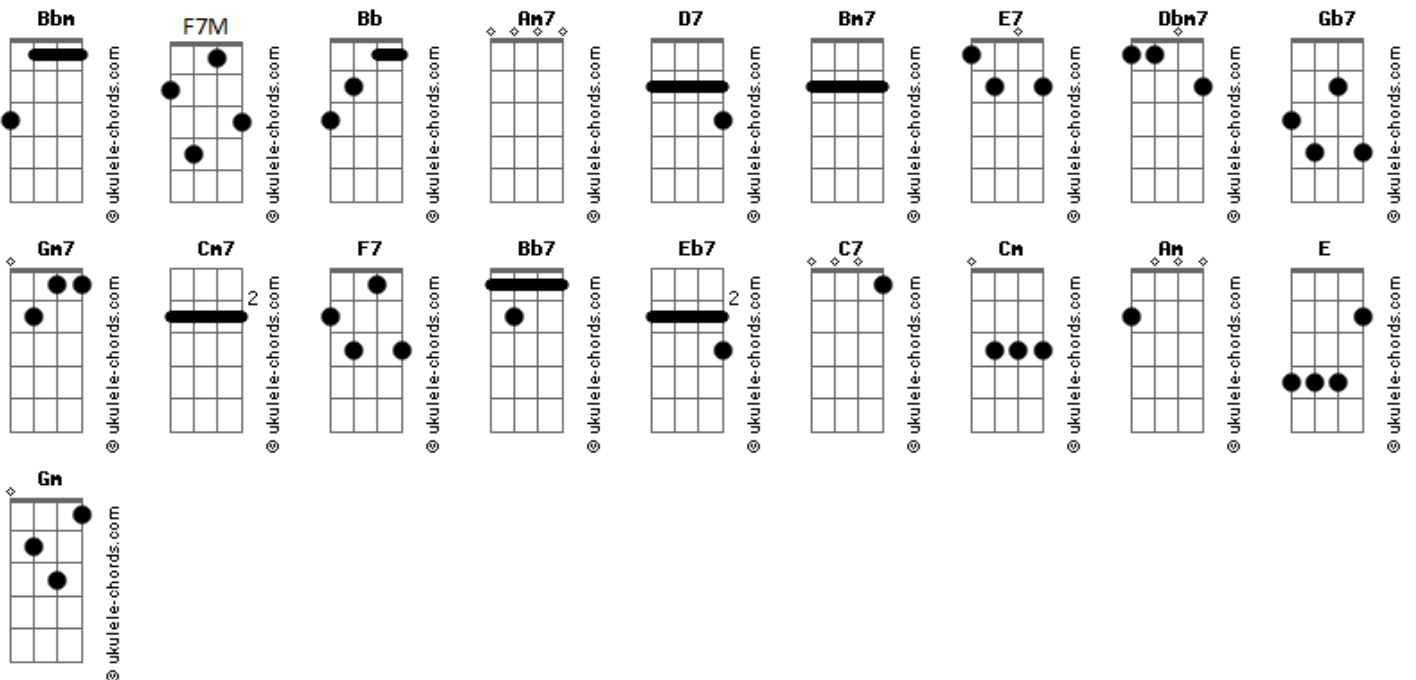 Bbm F7M Bb Am7 D7 Bm7 E7 Dbm7 Gb7
© ukulele-chords.com © ukulele-chords.com © ukulele-chords.com © ukulele-chords.com © ukulele-chords.com © ukulele-chords.com © ukulele-chords.com © ukulele-chords.com © ukulele-chords.com
Gm7 Cm7 F7 Bb7 Eb7 C7 Cm Am E
2 2
© ukulele-chords.com © ukulele-chords.com © ukulele-chords.com © ukulele-chords.com © ukulele-chords.com © ukulele-chords.com © ukulele-chords.com © ukulele-chords.com © ukulele-chords.com
Gm
© ukulele-chords.com